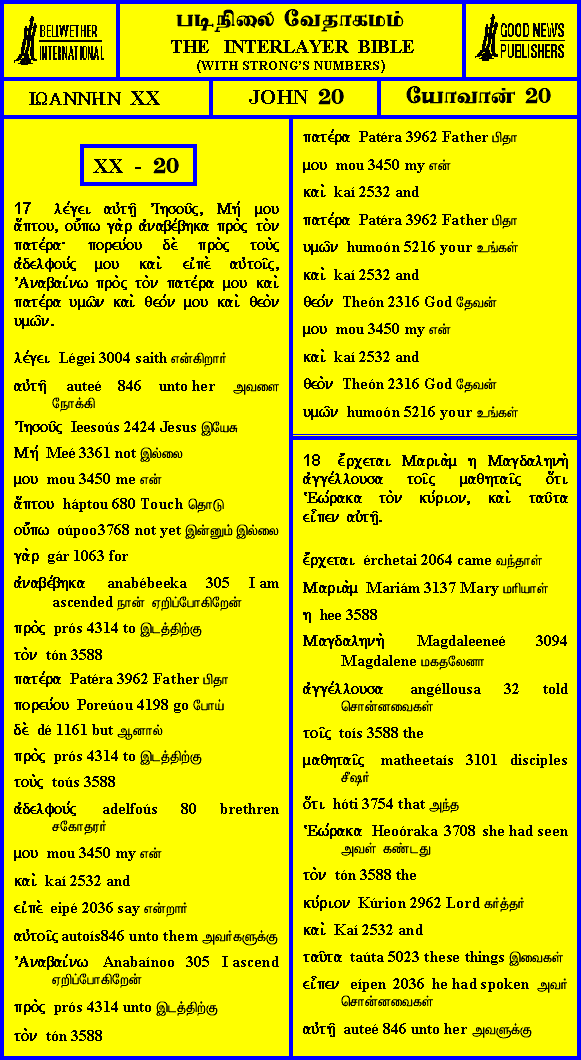 BELLWETHER
INTERNATIONAL
படிநிலை வேதாகமம்
THE INTERLAYER BIBLE
(WITH STRONG'S NUMBERS)
GOOD NEWS
PUBLISHERS
ΙΩΑΝΝΗΝ XX
JOHN 20
யோவான் 20
XX - 20
17 λέγει αὐτῇ Ἰησοῦς, Μή μου
ἅπτου, οὔπω γὰρ ἀναβέβηκα πρὸς τὸν
πατέρα· πορεύου δὲ πρὸς τοὺς
ἀδελφούς μου καὶ εἰπὲ αὐτοῖς,
Ἀναβαίνω πρὸς τὸν πατέρα μου καὶ
πατέρα υμῶν καὶ θεόν μου καὶ θεὸν
υμῶν.
λέγει Légei 3004 saith என்கிறார்
αὐτῇ auteé 846 unto her அவளை
நோக்கி
Ἰησοῦς Ieesoús 2424 Jesus இயேசு
Μή Meé 3361 not இல்லை
μου mou 3450 me என்
ἅπτου háptou 680 Touch தொடு
οὔπω oúpoo3768 not yet இன்னும் இல்லை
γὰρ gár 1063 for
ἀναβέβηκα anabébeeka 305 I am
ascended நான் ஏறிப்போகிறேன்
πρὸς prós 4314 to இடத்திற்கு
τὸν tón 3588
πατέρα Patéra 3962 Father பிதா
πορεύου Poreúou 4198 go போய்
δὲ dé 1161 but ஆனால்
πρὸς prós 4314 to இடத்திற்கு
τοὺς toús 3588
ἀδελφούς adelfoús 80 brethren
சகோதரர்
μου mou 3450 my என்
καὶ kaí 2532 and
εἰπὲ eipé 2036 say என்றார்
αὐτοῖς autoís846 unto them அவர்களுக்கு
Ἀναβαίνω Anabaínoo 305 I ascend
ஏறிப்போகிறேன்
πρὸς prós 4314 unto இடத்திற்கு
τὸν tón 3588
πατέρα Patéra 3962 Father பிதா
μου mou 3450 my என்
καὶ kaí 2532 and
πατέρα Patéra 3962 Father பிதா
υμῶν humoón 5216 your உங்கள்
καὶ kaí 2532 and
θεόν Theón 2316 God தேவன்
μου mou 3450 my என்
καὶ kaí 2532 and
θεὸν Theón 2316 God தேவன்
υμῶν humoón 5216 your உங்கள்
18 ἔρχεται Μαριὰμ η Μαγδαληνὴ
ἀγγέλλουσα τοῖς μαθηταῖς ὅτι
Ἑώρακα τὸν κύριον, καὶ ταῦτα
εἶπεν αὐτῇ.
ἔρχεται érchetai 2064 came வந்தாள்
Μαριὰμ Mariám 3137 Mary மரியாள்
η hee 3588
Μαγδαληνὴ Magdaleeneé 3094
Magdalene மகதலேனா
ἀγγέλλουσα angéllousa 32 told
சொன்னவைகள்
τοῖς toís 3588 the
μαθηταῖς matheetaís 3101 disciples
சீஷர்
ὅτι hóti 3754 that அந்த
Ἑώρακα Heoóraka 3708 she had seen
அவள் கண்டது
τὸν tón 3588 the
κύριον Kúrion 2962 Lord கர்த்தர்
καὶ Kaí 2532 and
ταῦτα taúta 5023 these things இவைகள்
εἶπεν eípen 2036 he had spoken அவர்
சொன்னவைகள்
αὐτῇ auteé 846 unto her அவளுக்கு